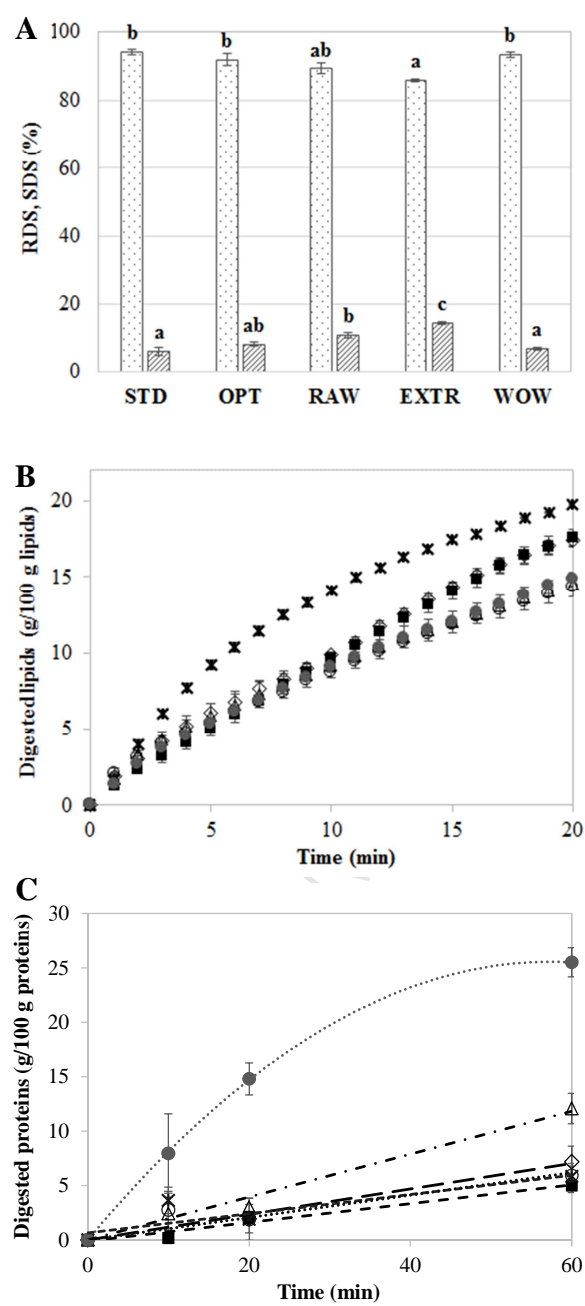 A
100
80
60
40
20
0
RDS, SDS (%)
b b ab a b
a ab b c a
STD OPT RAW EXTR WOW
B
20
15
10
5
0
Digested lipids (g/100 g lipids)
0 5 10 15 20
Time (min)
C
30
25
20
15
10
5
0
Digested proteins (g/100 g proteins)
0 20 40 60
Time (min)